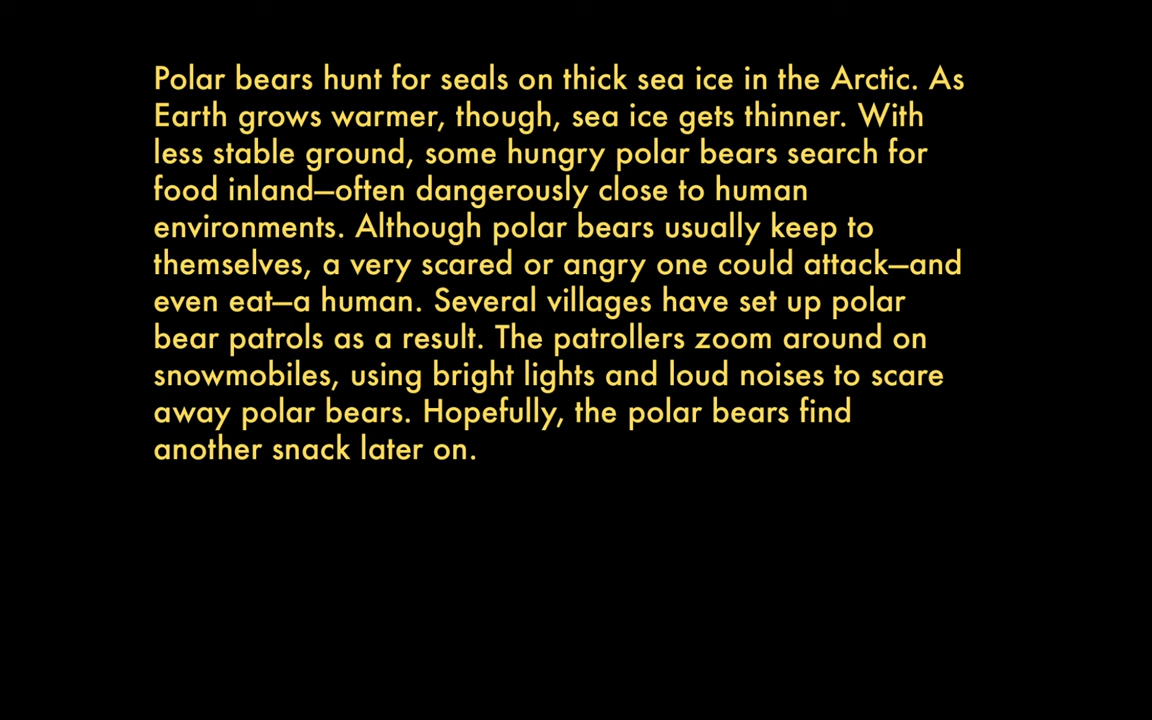 Polar bears hunt for seals on thick sea ice in the Arctic. As
Earth grows warmer, though, sea ice gets thinner. With
less stable ground, some hungry polar bears search for
food inland—often dangerously close to human
environments. Although polar bears usually keep to
themselves, a very scared or angry one could attack—and
even eat—a human. Several villages have set up polar
bear patrols as a result. The patrollers zoom around on
snowmobiles, using bright lights and loud noises to scare
away polar bears. Hopefully, the polar bears find
another snack later on.